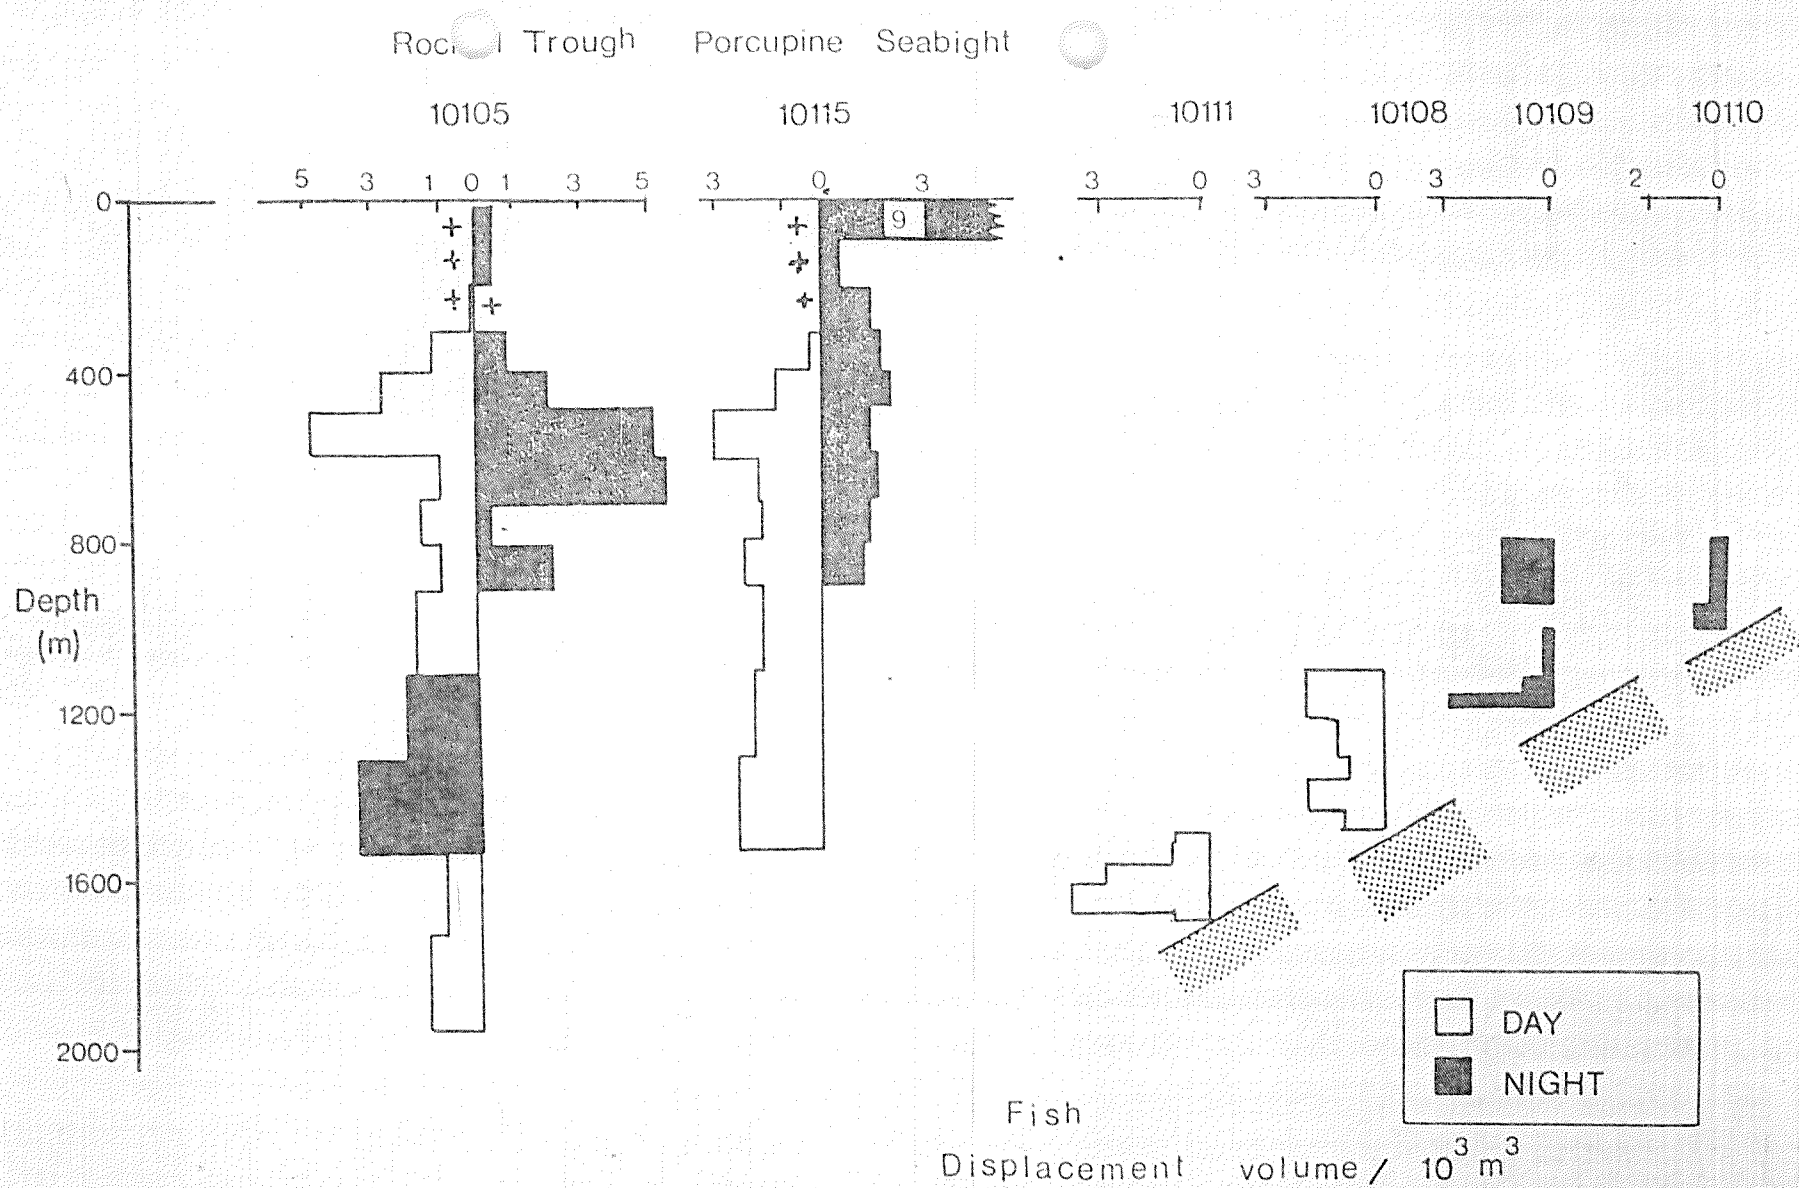 Trough Porcupine Seabight
10105 10115 10111 10108 10109 10110
5 3 1 0 1 3 5 3 0 3 3 0 3 0 3 0 2 0
0
9
400
800
Depth
(m)
1200
1600
2000
DAY
NIGHT
Fish
Displacement volume / 10³ m³